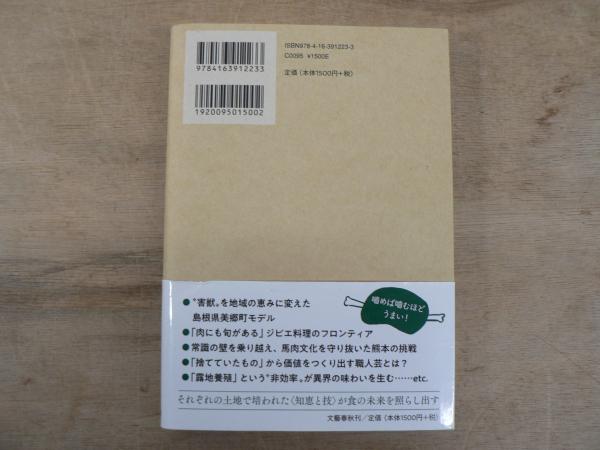 ISBN978-4-16-391223-3
C0095 ¥1500E
定価（本体1500円+税）
9784163912233
1920095015002
噛めば噛むほど
うまい！
●〝害獣〟を地域の恵みに変えた
島根県美郷町モデル
●「肉にも旬がある」ジビエ料理のフロンティア
●常識の壁を乗り越え、馬肉文化を守り抜いた熊本の挑戦
●「捨てていたもの」から価値をつくり出す職人芸とは？
●「露地養殖」という〝非効率〟が異界の味わいを生む……etc.
それぞれの土地で培われた〈知恵と技〉が食の未来を照らし出す
文藝春秋刊／定価（本体1500円+税）